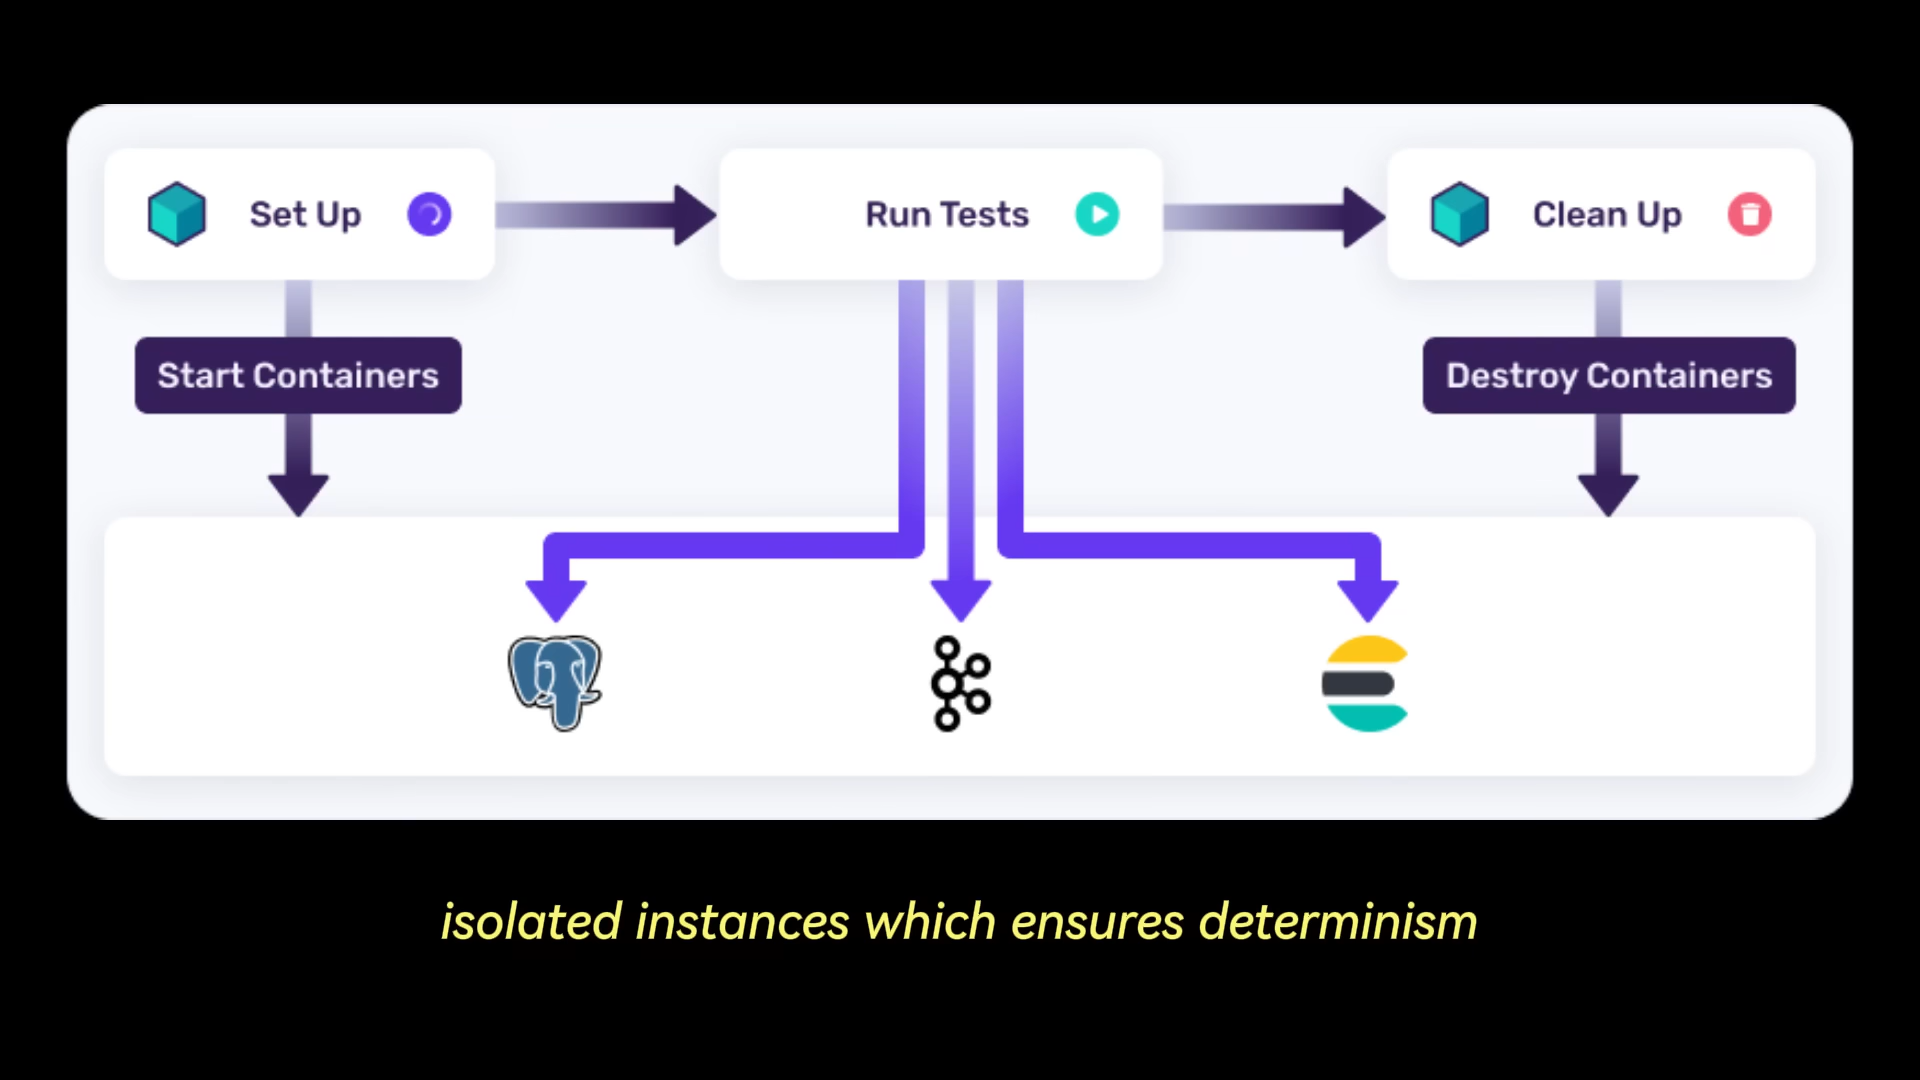 Set Up
Run Tests
Clean Up
Start Containers
Destroy Containers
isolated instances which ensures determinism